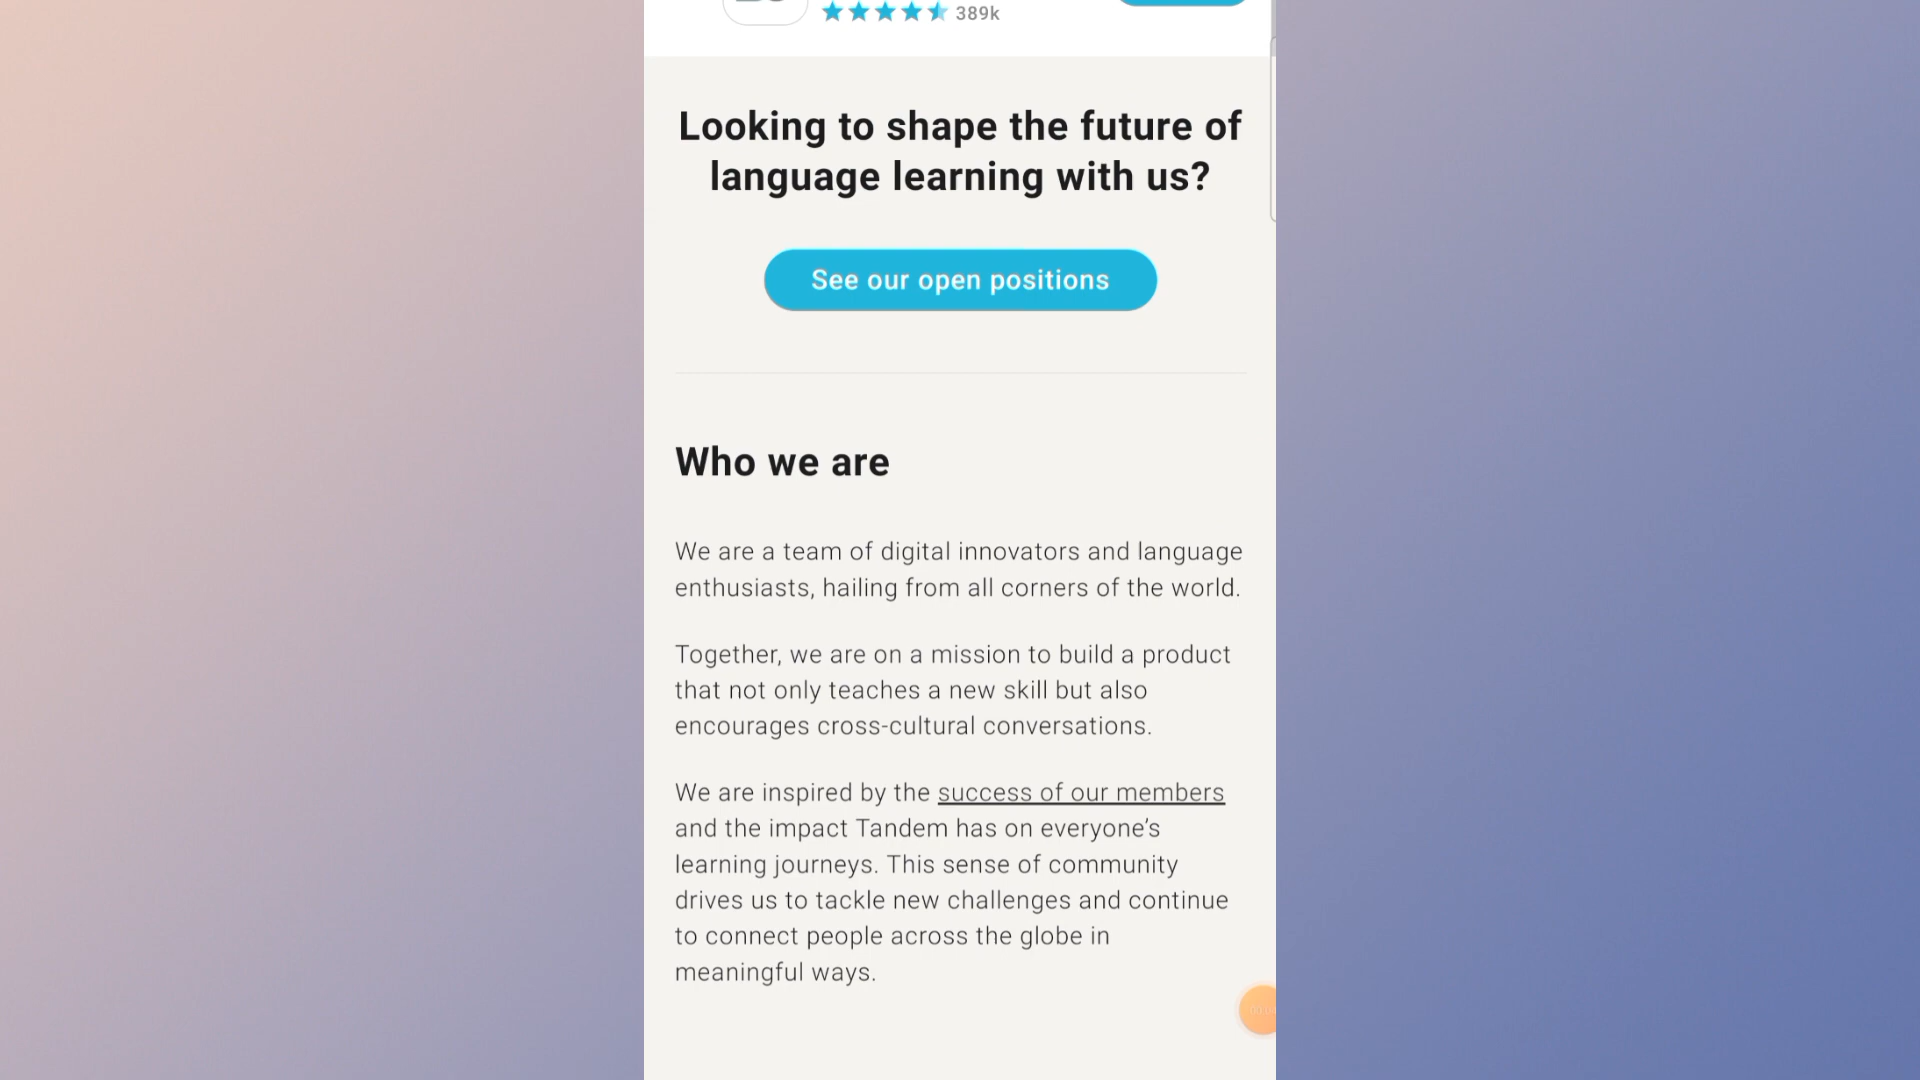 389k
Looking to shape the future of
language learning with us?
See our open positions
Who we are
We are a team of digital innovators and language
enthusiasts, hailing from all corners of the world.
Together, we are on a mission to build a product
that not only teaches a new skill but also
encourages cross-cultural conversations.
We are inspired by the success of our members
and the impact Tandem has on everyone’s
learning journeys. This sense of community
drives us to tackle new challenges and continue
to connect people across the globe in
meaningful ways.